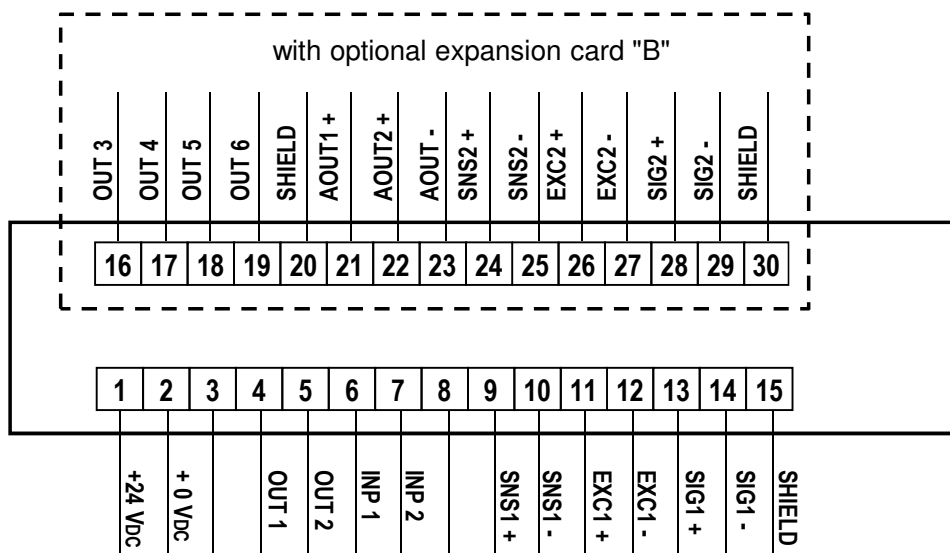 with optional expansion card "B"
OUT 3
OUT 4
OUT 5
OUT 6
SHIELD
AOUT1 +
AOUT2 +
AOUT -
SNS2 +
SNS2 -
EXC2 +
EXC2 -
SIG2 +
SIG2 -
SHIELD
16 17 18 19 20 21 22 23 24 25 26 27 28 29 30
1 2 3 4 5 6 7 8 9 10 11 12 13 14 15
+24 VDC
+ 0 VDC
OUT 1
OUT 2
INP 1
INP 2
SNS1 +
SNS1 -
EXC1 +
EXC1 -
SIG1 +
SIG1 -
SHIELD